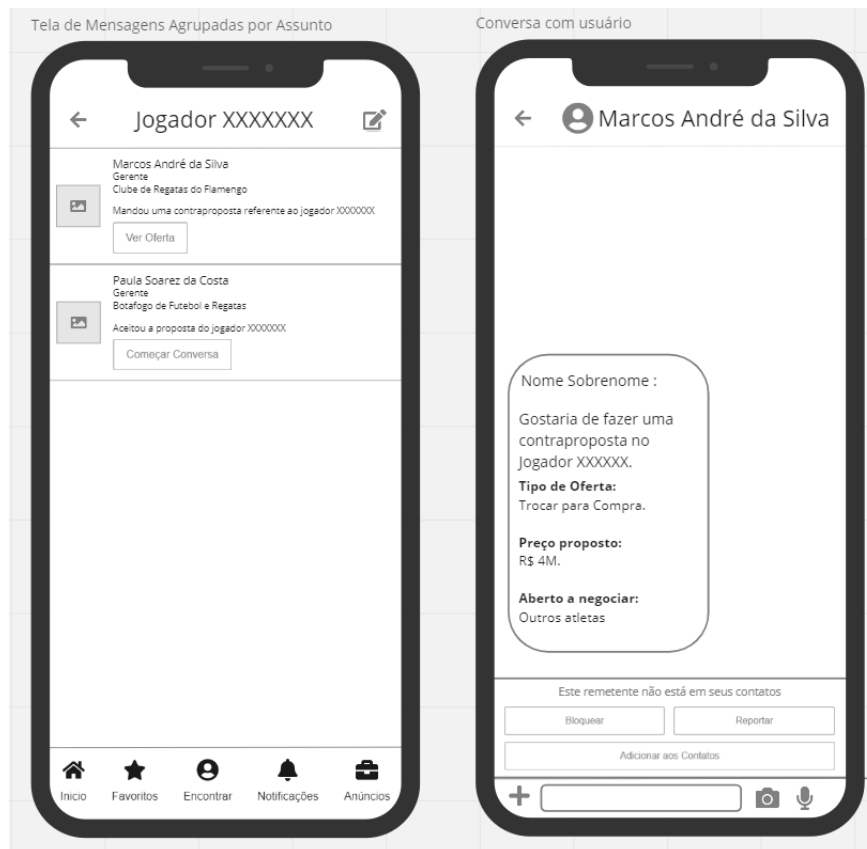 Tela de Mensagens Agrupadas por Assunto
Jogador XXXXXXX
Marcos André da Silva
Gerente
Clube de Regatas do Flamengo
Mandou uma contraproposta referente ao jogador XXXXXXX
Ver Oferta
Paula Soarez da Costa
Gerente
Botafogo de Futebol e Regatas
Aceitou a proposta do jogador XXXXXXX
Começar Conversa
Inicio
Favoritos
Encontrar
Notificações
Anúncios
Conversa com usuário
Marcos André da Silva
Nome Sobrenome :
Gostaria de fazer uma
contraproposta no
Jogador XXXXXX.
Tipo de Oferta:
Trocar para Compra.
Preço proposto:
R$ 4M.
Aberto a negociar:
Outros atletas
Este remetente não está em seus contatos
Bloquear
Reportar
Adicionar aos Contatos